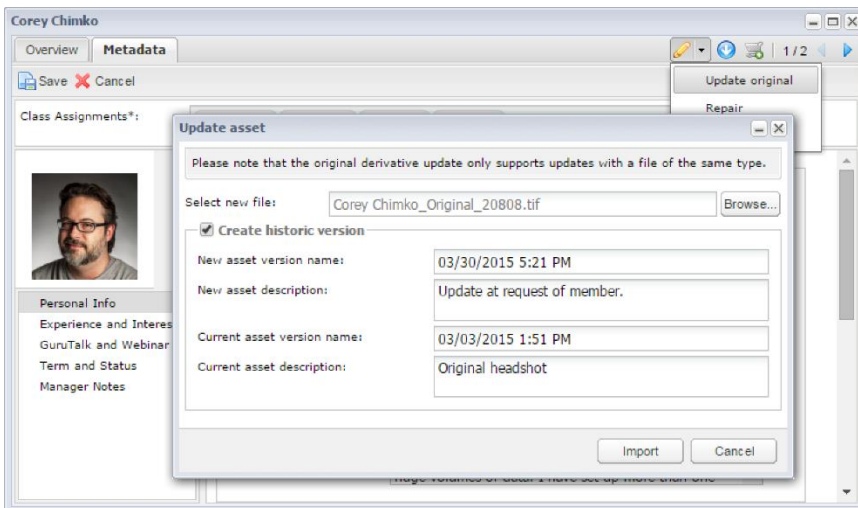 Corey Chimko
Overview Metadata 1/2
Save Cancel
Update original
Class Assignments*:
Repair
Update asset
Please note that the original derivative update only supports updates with a file of the same type.
Select new file: Corey Chimko_Original_20808.tif Browse...
Create historic version
New asset version name: 03/30/2015 5:21 PM
New asset description: Update at request of member.
Current asset version name: 03/03/2015 1:51 PM
Current asset description: Original headshot
Personal Info
Experience and Interes
GuruTalk and Webinar
Term and Status
Manager Notes
Import Cancel